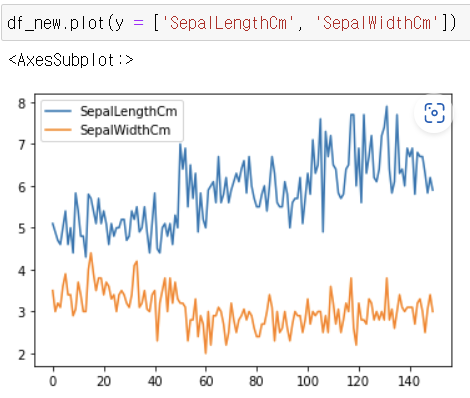 df_new.plot(y = ['SepalLengthCm', 'SepalWidthCm'])
<AxesSubplot:>
SepalLengthCm
SepalWidthCm
8
7
6
5
4
3
2
0 20 40 60 80 100 120 140